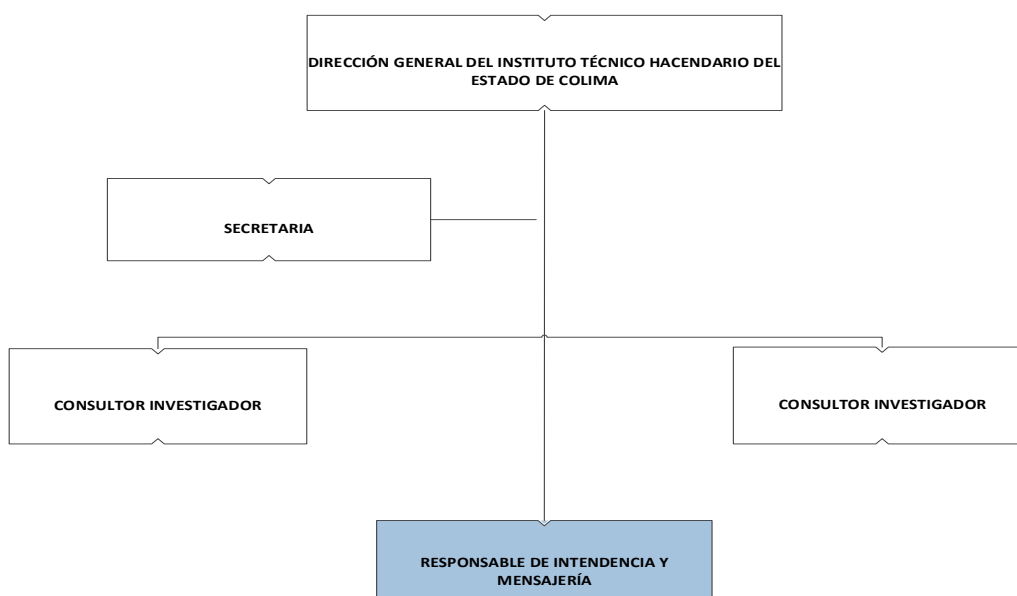 DIRECCIÓN GENERAL DEL INSTITUTO TÉCNICO HACENDARIO DEL
ESTADO DE COLIMA
SECRETARIA
CONSULTOR INVESTIGADOR
CONSULTOR INVESTIGADOR
RESPONSABLE DE INTENDENCIA Y
MENSAJERÍA